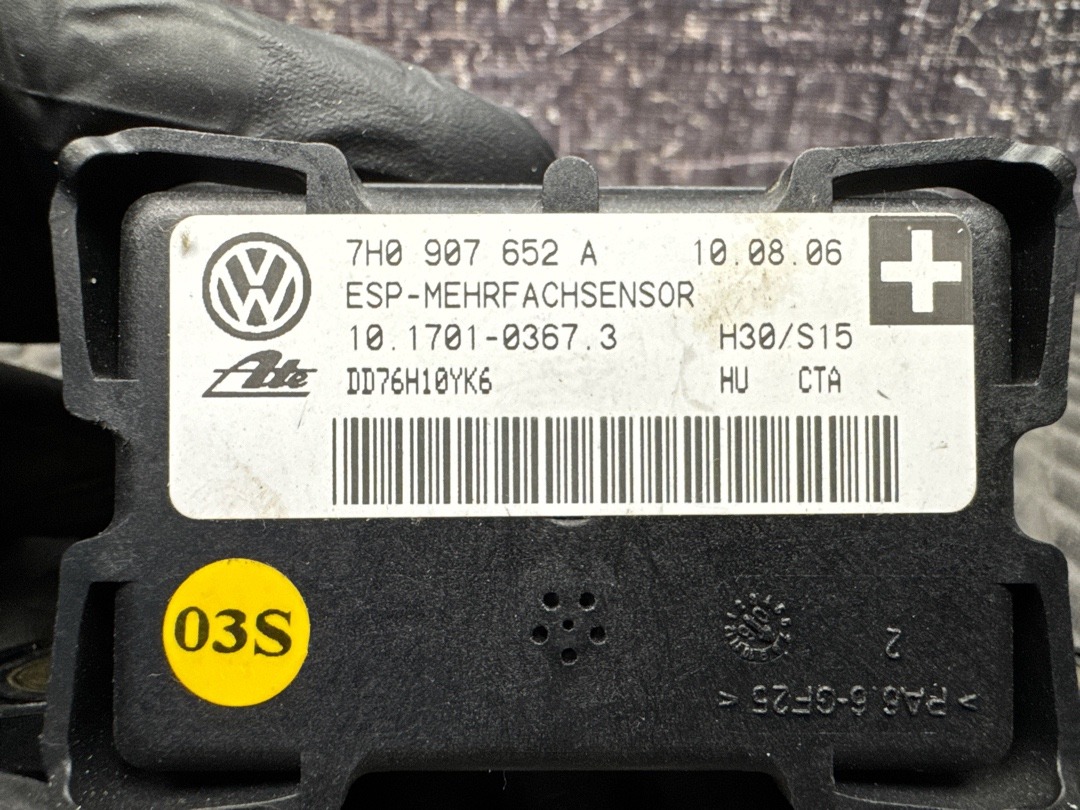 7H0 907 652 A 10.08.06
ESP-MEHRFACHSENSOR
10.1701-0367.3 H30/S15
Ate DD76H10YK6 HU CTA
03S
2
>PA6.6-GF25<